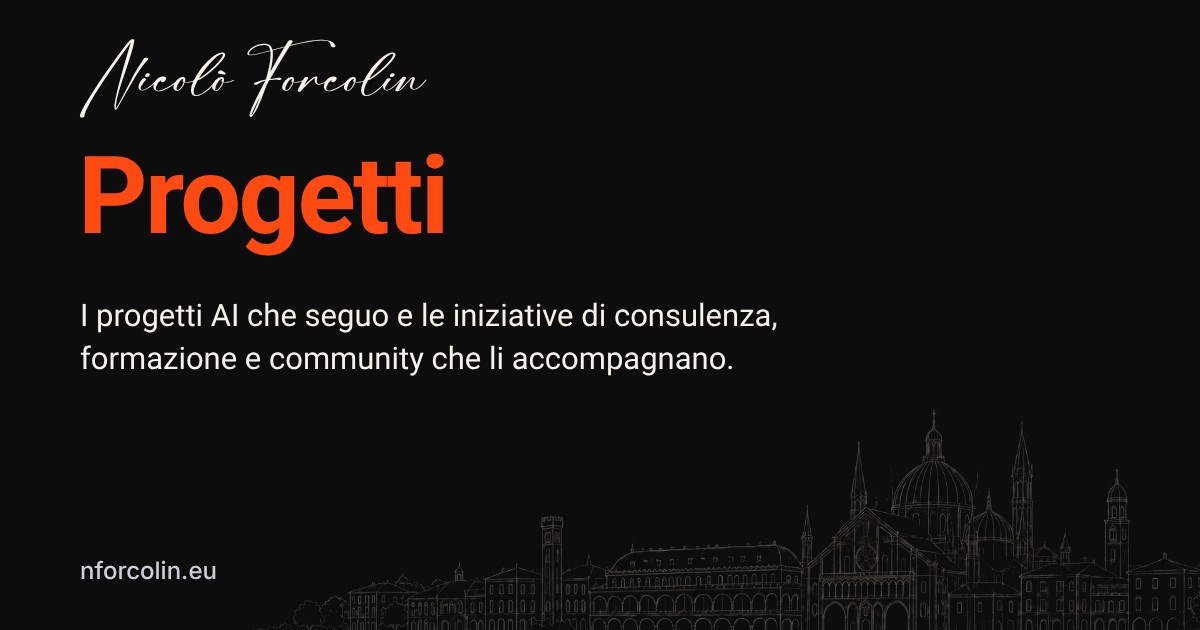 Nicolò Forcolin
Progetti
I progetti AI che seguo e le iniziative di consulenza,
formazione e community che li accompagnano.
nforcolin.eu